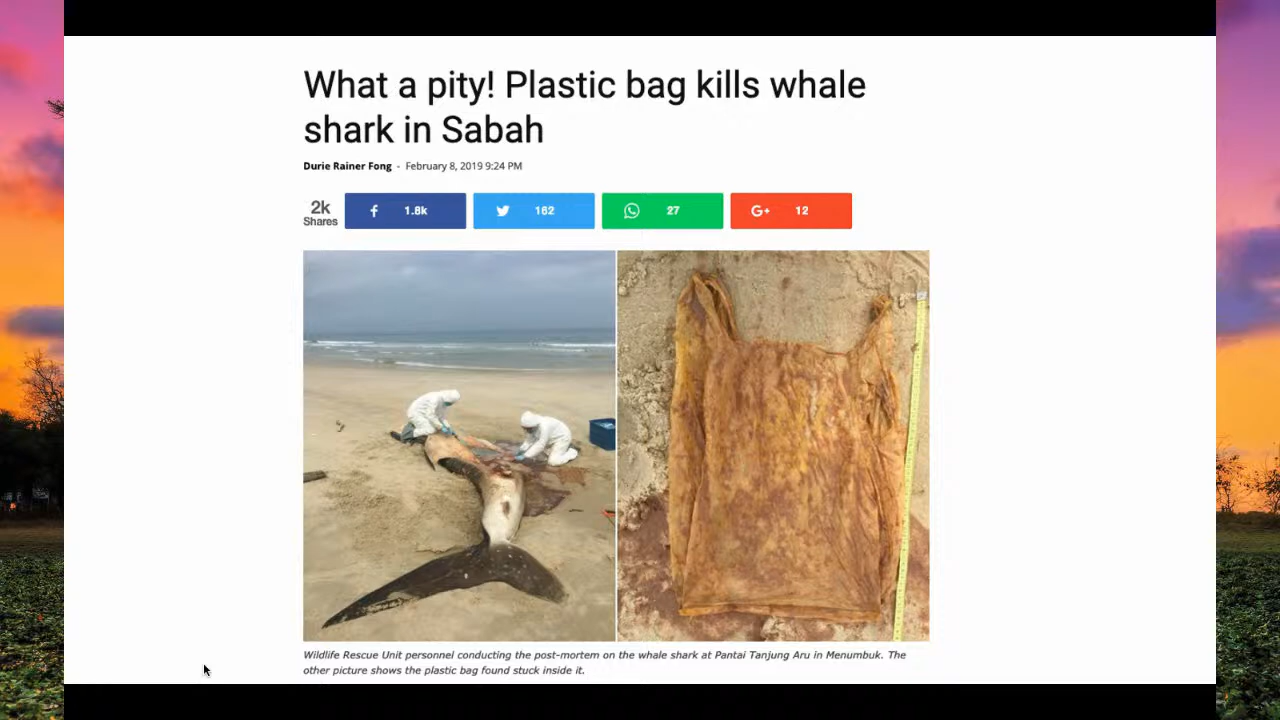 What a pity! Plastic bag kills whale
shark in Sabah
Durie Rainer Fong - February 8, 2019 9:24 PM
2k
Shares
1.8k
162
27
G+ 12
Wildlife Rescue Unit personnel conducting the post-mortem on the whale shark at Pantai Tanjung Aru in Menumbuk. The
other picture shows the plastic bag found stuck inside it.